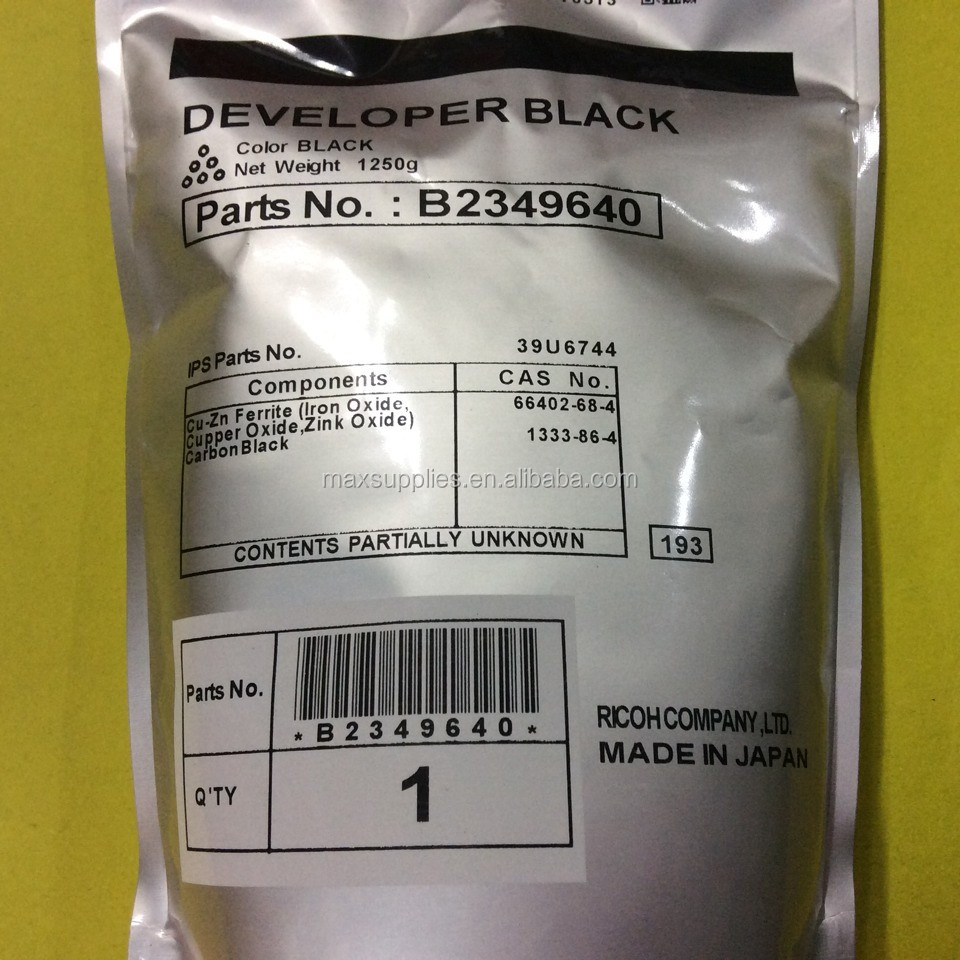 DEVELOPER BLACK
Color BLACK
Net Weight 1250g
Parts No. : B2349640
IPS Parts No. 39U6744
Components CAS No.
Cu-Zn Ferrite (Iron Oxide, 66402-68-4
Cupper Oxide,Zink Oxide)
Carbon Black 1333-86-4
maxsupplies.en.alibaba.com
CONTENTS PARTIALLY UNKNOWN
193
Parts No.
*B2349640*
Q'TY 1
RICOH COMPANY,LTD.
MADE IN JAPAN